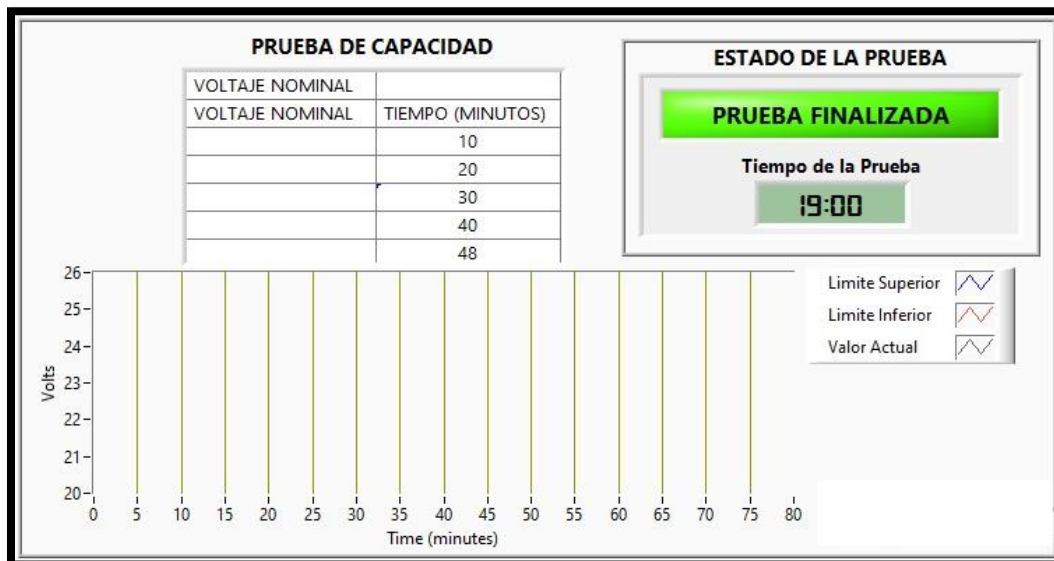 PRUEBA DE CAPACIDAD
VOLTAJE NOMINAL
VOLTAJE NOMINAL TIEMPO (MINUTOS)
10
20
30
40
48
ESTADO DE LA PRUEBA
PRUEBA FINALIZADA
Tiempo de la Prueba
19:00
26
25
24
23
22
21
20
Volts
0 5 10 15 20 25 30 35 40 45 50 55 60 65 70 75 80
Time (minutes)
Limite Superior
Limite Inferior
Valor Actual